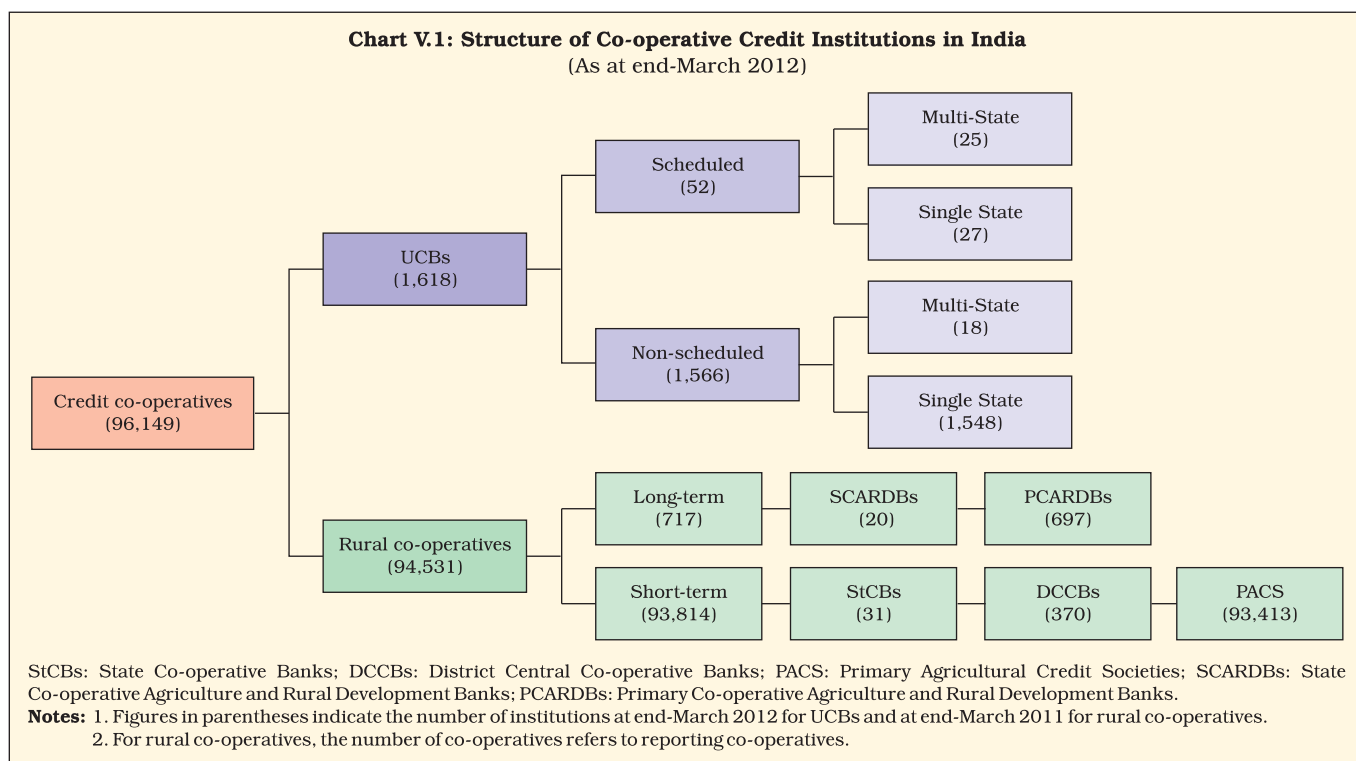 Chart V.1: Structure of Co-operative Credit Institutions in India
(As at end-March 2012)
Credit co-operatives
(96,149)
UCBs
(1,618)
Scheduled
(52)
Multi-State
(25)
Single State
(27)
Non-scheduled
(1,566)
Multi-State
(18)
Single State
(1,548)
Rural co-operatives
(94,531)
Long-term
(717)
SCARDBs
(20)
PCARDBs
(697)
Short-term
(93,814)
StCBs
(31)
DCCBs
(370)
PACS
(93,413)
StCBs: State Co-operative Banks; DCCBs: District Central Co-operative Banks; PACS: Primary Agricultural Credit Societies; SCARDBs: State
Co-operative Agriculture and Rural Development Banks; PCARDBs: Primary Co-operative Agriculture and Rural Development Banks.
Notes: 1. Figures in parentheses indicate the number of institutions at end-March 2012 for UCBs and at end-March 2011 for rural co-operatives.
2. For rural co-operatives, the number of co-operatives refers to reporting co-operatives.